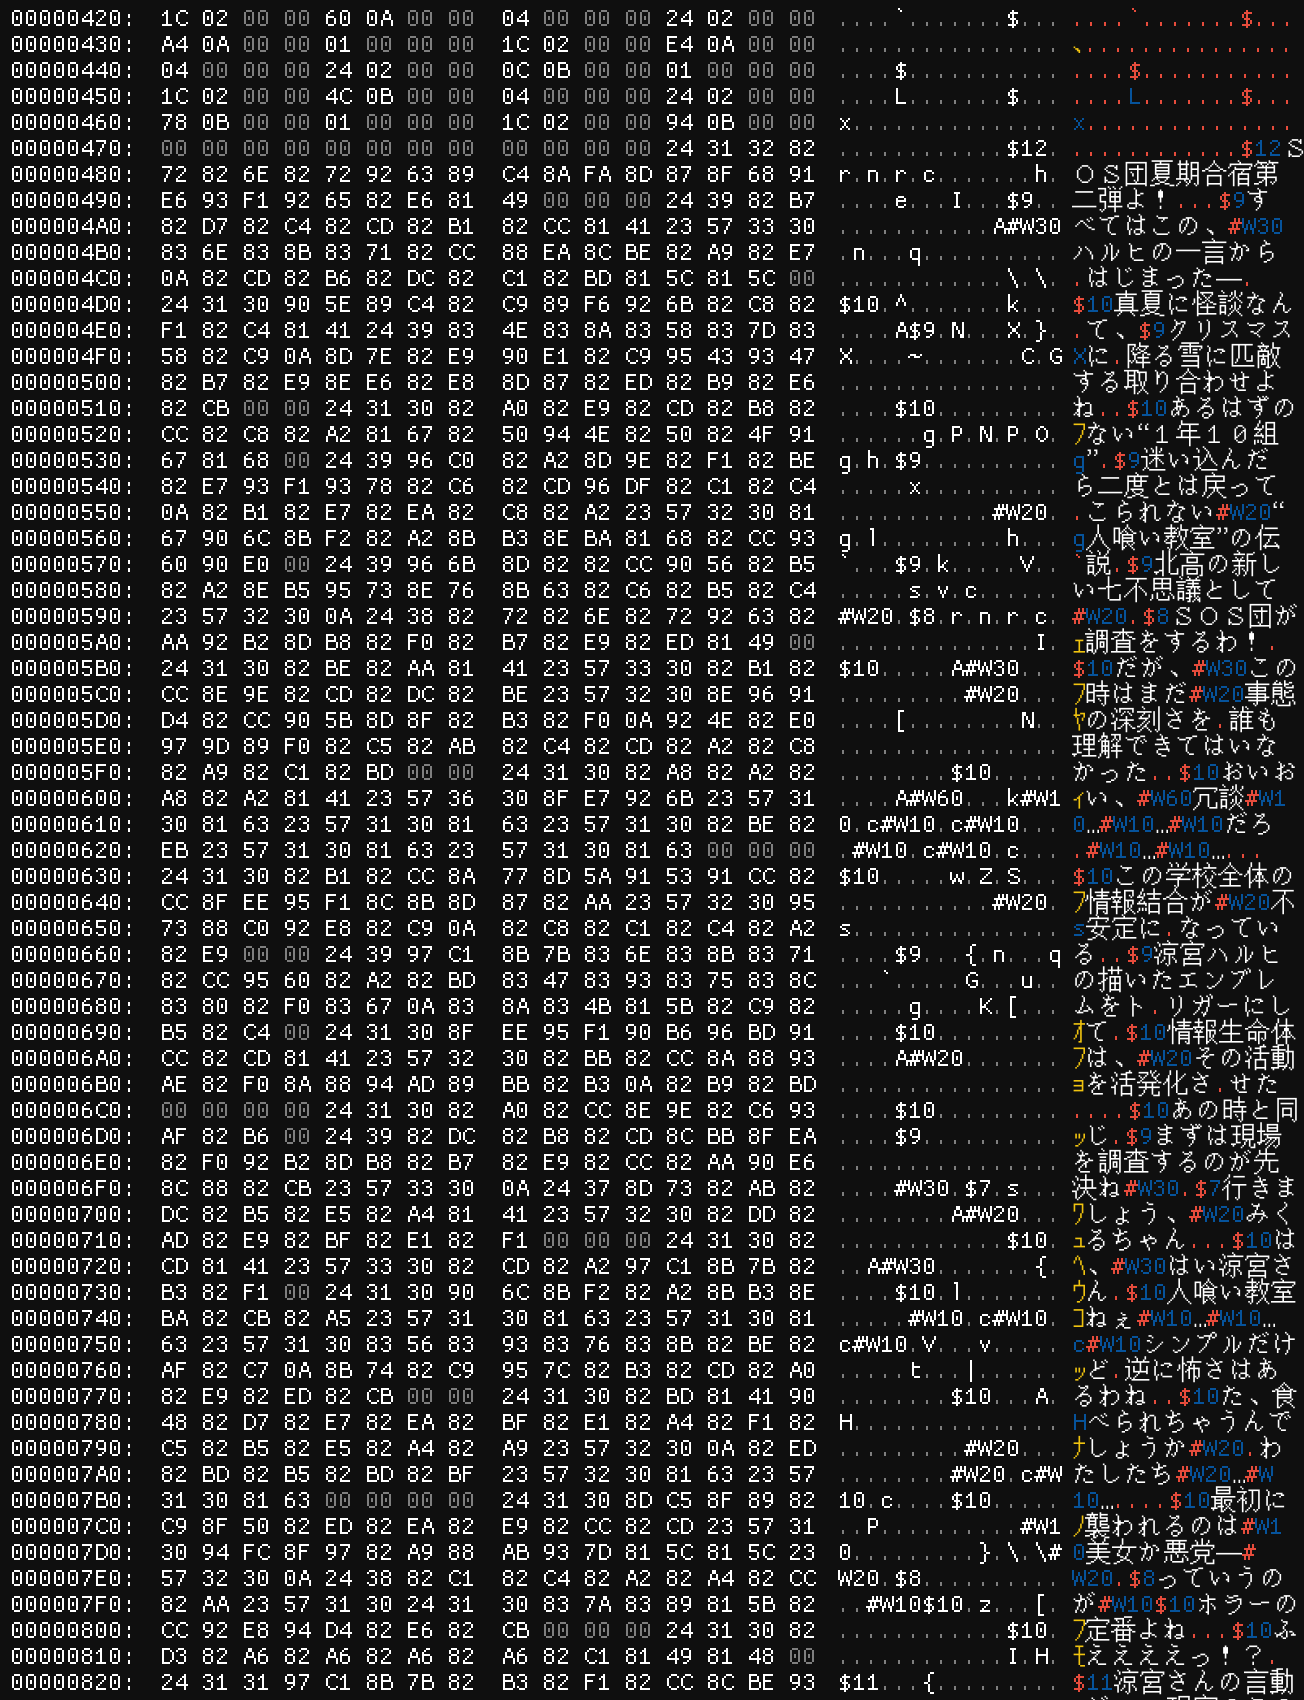 00000420: 1C 02 00 00 60 0A 00 00 04 00 00 00 24 02 00 00 ....`.......$... ....`.......$...
00000430: A4 0A 00 00 01 00 00 00 1C 02 00 00 E4 0A 00 00 ................ 、...............
00000440: 04 00 00 00 24 02 00 00 0C 0B 00 00 01 00 00 00 ....$........... ....$...........
00000450: 1C 02 00 00 4C 0B 00 00 04 00 00 00 24 02 00 00 ....L.......$... ....L.......$...
00000460: 78 0B 00 00 01 00 00 00 1C 02 00 00 94 0B 00 00 x............... x...............
00000470: 00 00 00 00 00 00 00 00 00 00 00 00 24 31 32 82 ............$12. ............$12Ｓ
00000480: 72 82 6E 82 72 92 63 89 C4 8A FA 8D 87 8F 68 91 r.n.r.c.......h. ＯＳ団夏期合宿第
00000490: E6 93 F1 92 65 82 E6 81 49 00 00 00 24 39 82 B7 ....e...I...$9.. 二弾よ！...$9す
000004A0: 82 D7 82 C4 82 CD 82 B1 82 CC 81 41 23 57 33 30 ...........A#W30 べてはこの、#W30
000004B0: 83 6E 83 8B 83 71 82 CC 88 EA 8C BE 82 A9 82 E7 .n...q.......... ハルヒの一言から
000004C0: 0A 82 CD 82 B6 82 DC 82 C1 82 BD 81 5C 81 5C 00 ............\.\. .はじまった―.
000004D0: 24 31 30 90 5E 89 C4 82 C9 89 F6 92 6B 82 C8 82 $10.^.......k... $10真夏に怪談なん
000004E0: F1 82 C4 81 41 24 39 83 4E 83 8A 83 58 83 7D 83 ....A$9.N...X.}. .て、$9クリスマス
000004F0: 58 82 C9 0A 8D 7E 82 E9 90 E1 82 C9 95 43 93 47 X....~.......C.G Xに.降る雪に匹敵
00000500: 82 B7 82 E9 8E E6 82 E8 8D 87 82 ED 82 B9 82 E6 ................ する取り合わせよ
00000510: 82 CB 00 00 24 31 30 82 A0 82 E9 82 CD 82 B8 82 ....$10......... ね..$10あるはずの
00000520: CC 82 C8 82 A2 81 67 82 50 94 4E 82 50 82 4F 91 ......g.P.N.P.O. ﾌない“１年１０組
00000530: 67 81 68 00 24 39 96 C0 82 A2 8D 9E 82 F1 82 BE g.h.$9.......... g”.$9迷い込んだ
00000540: 82 E7 93 F1 93 78 82 C6 82 CD 96 DF 82 C1 82 C4 .....x.......... ら二度とは戻って
00000550: 0A 82 B1 82 E7 82 EA 82 C8 82 A2 23 57 32 30 81 ...........#W20. .こられない#W20“
00000560: 67 90 6C 8B F2 82 A2 8B B3 8E BA 81 68 82 CC 93 g.l.........h... g人喰い教室”の伝
00000570: 60 90 E0 00 24 39 96 6B 8D 82 82 CC 90 56 82 B5 `...$9.k.....V.. `説.$9北高の新し
00000580: 82 A2 8E B5 95 73 8E 76 8B 63 82 C6 82 B5 82 C4 .....s.v.c...... い七不思議として
00000590: 23 57 32 30 0A 24 38 82 72 82 6E 82 72 92 63 82 #W20.$8.r.n.r.c. #W20.$8ＳＯＳ団が
000005A0: AA 92 B2 8D B8 82 F0 82 B7 82 E9 82 ED 81 49 00 ..............I. ｪ調査をするわ！.
000005B0: 24 31 30 82 BE 82 AA 81 41 23 57 33 30 82 B1 82 $10.....A#W30... $10だが、#W30この
000005C0: CC 8E 9E 82 CD 82 DC 82 BE 23 57 32 30 8E 96 91 .........#W20... ﾌ時はまだ#W20事態
000005D0: D4 82 CC 90 5B 8D 8F 82 B3 82 F0 0A 92 4E 82 E0 ....[........N.. ﾔの深刻さを.誰も
000005E0: 97 9D 89 F0 82 C5 82 AB 82 C4 82 CD 82 A2 82 C8 ................ 理解できてはいな
000005F0: 82 A9 82 C1 82 BD 00 00 24 31 30 82 A8 82 A2 82 ........$10..... かった..$10おいお
00000600: A8 82 A2 81 41 23 57 36 30 8F E7 92 6B 23 57 31 ....A#W60...k#W1 ｨい、#W60冗談#W1
00000610: 30 81 63 23 57 31 30 81 63 23 57 31 30 82 BE 82 0.c#W10.c#W10... 0…#W10…#W10だろ
00000620: EB 23 57 31 30 81 63 23 57 31 30 81 63 00 00 00 .#W10.c#W10.c... .#W10…#W10…...
00000630: 24 31 30 82 B1 82 CC 8A 77 8D 5A 91 53 91 CC 82 $10.....w.Z.S... $10この学校全体の
00000640: CC 8F EE 95 F1 8C 8B 8D 87 82 AA 23 57 32 30 95 ...........#W20. ﾌ情報結合が#W20不
00000650: 73 88 C0 92 E8 82 C9 0A 82 C8 82 C1 82 C4 82 A2 s............... s安定に.なってい
00000660: 82 E9 00 00 24 39 97 C1 8B 7B 83 6E 83 8B 83 71 ....$9...{.n...q る..$9涼宮ハルヒ
00000670: 82 CC 95 60 82 A2 82 BD 83 47 83 93 83 75 83 8C ...`.....G...u.. の描いたエンブレ
00000680: 83 80 82 F0 83 67 0A 83 8A 83 4B 81 5B 82 C9 82 .....g....K.[... ムをト.リガーにし
00000690: B5 82 C4 00 24 31 30 8F EE 95 F1 90 B6 96 BD 91 ....$10......... ｵて.$10情報生命体
000006A0: CC 82 CD 81 41 23 57 32 30 82 BB 82 CC 8A 88 93 ....A#W20....... ﾌは、#W20その活動
000006B0: AE 82 F0 8A 88 94 AD 89 BB 82 B3 0A 82 B9 82 BD ................ ｮを活発化さ.せた
000006C0: 00 00 00 00 24 31 30 82 A0 82 CC 8E 9E 82 C6 93 ....$10......... ....$10あの時と同
000006D0: AF 82 B6 00 24 39 82 DC 82 B8 82 CD 8C BB 8F EA ....$9.......... ｯじ.$9まずは現場
000006E0: 82 F0 92 B2 8D B8 82 B7 82 E9 82 CC 82 AA 90 E6 ................ を調査するのが先
000006F0: 8C 88 82 CB 23 57 33 30 0A 24 37 8D 73 82 AB 82 ....#W30.$7.s... 決ね#W30.$7行きま
00000700: DC 82 B5 82 E5 82 A4 81 41 23 57 32 30 82 DD 82 ........A#W20... ﾜしょう、#W20みく
00000710: AD 82 E9 82 BF 82 E1 82 F1 00 00 00 24 31 30 82 ............$10. ｭるちゃん...$10は
00000720: CD 81 41 23 57 33 30 82 CD 82 A2 97 C1 8B 7B 82 ..A#W30.......{. ﾍ、#W30はい涼宮さ
00000730: B3 82 F1 00 24 31 30 90 6C 8B F2 82 A2 8B B3 8E ....$10.l....... ｳん.$10人喰い教室
00000740: BA 82 CB 82 A5 23 57 31 30 81 63 23 57 31 30 81 .....#W10.c#W10. ｺねぇ#W10…#W10…
00000750: 63 23 57 31 30 83 56 83 93 83 76 83 8B 82 BE 82 c#W10.V...v..... c#W10シンプルだけ
00000760: AF 82 C7 0A 8B 74 82 C9 95 7C 82 B3 82 CD 82 A0 .....t...|...... ｯど.逆に怖さはあ
00000770: 82 E9 82 ED 82 CB 00 00 24 31 30 82 BD 81 41 90 ........$10...A. るわね..$10た、食
00000780: 48 82 D7 82 E7 82 EA 82 BF 82 E1 82 A4 82 F1 82 H............... Hべられちゃうんで
00000790: C5 82 B5 82 E5 82 A4 82 A9 23 57 32 30 0A 82 ED .........#W20... ﾅしょうか#W20.わ
000007A0: 82 BD 82 B5 82 BD 82 BF 23 57 32 30 81 63 23 57 ........#W20.c#W たしたち#W20…#W
000007B0: 31 30 81 63 00 00 00 00 24 31 30 8D C5 8F 89 82 10.c....$10..... 10…....$10最初に
000007C0: C9 8F 50 82 ED 82 EA 82 E9 82 CC 82 CD 23 57 31 ..P..........#W1 ﾉ襲われるのは#W1
000007D0: 30 94 FC 8F 97 82 A9 88 AB 93 7D 81 5C 81 5C 23 0.........}.\.\# 0美女か悪党―#
000007E0: 57 32 30 0A 24 38 82 C1 82 C4 82 A2 82 A4 82 CC W20.$8.......... W20.$8っていうの
000007F0: 82 AA 23 57 31 30 24 31 30 83 7A 83 89 81 5B 82 ..#W10$10.z...[. が#W10$10ホラーの
00000800: CC 92 E8 94 D4 82 E6 82 CB 00 00 00 24 31 30 82 ............$10. ﾌ定番よね...$10ふ
00000810: D3 82 A6 82 A6 82 A6 82 A6 82 C1 81 49 81 48 00 ............I.H. ﾓええええっ！？.
00000820: 24 31 31 97 C1 8B 7B 82 B3 82 F1 82 CC 8C BE 93 $11...{......... $11涼宮さんの言動